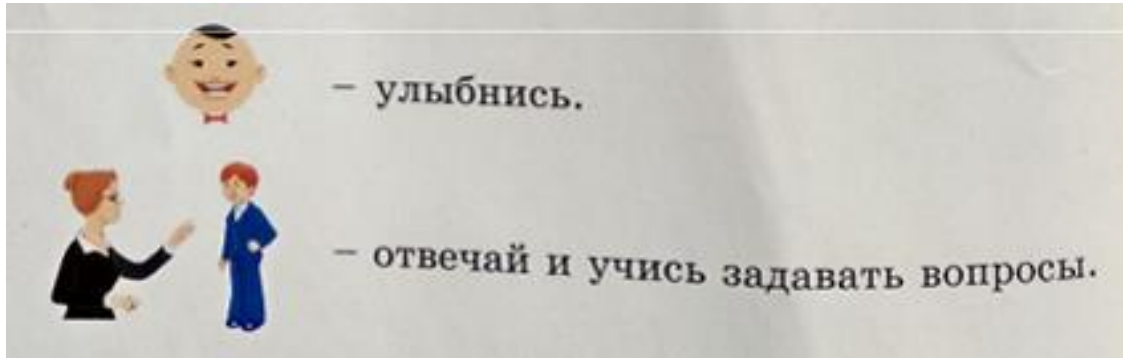 – улыбнись.
– отвечай и учись задавать вопросы.